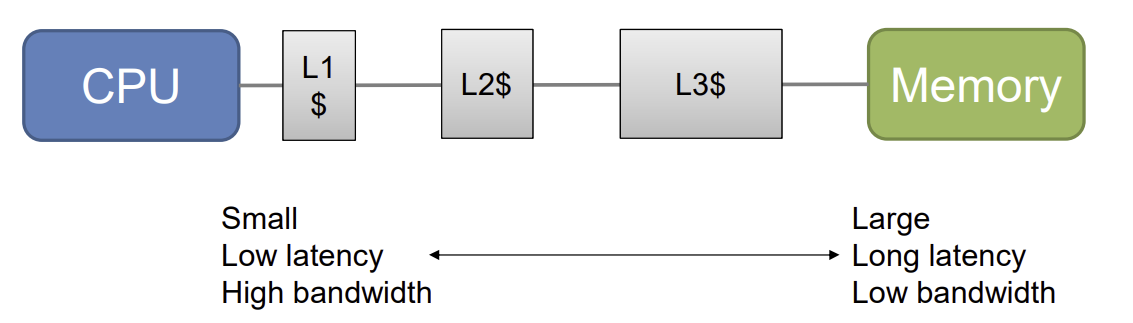 CPU
L1
$
L2$
L3$
Memory
Small
Low latency
High bandwidth
Large
Long latency
Low bandwidth